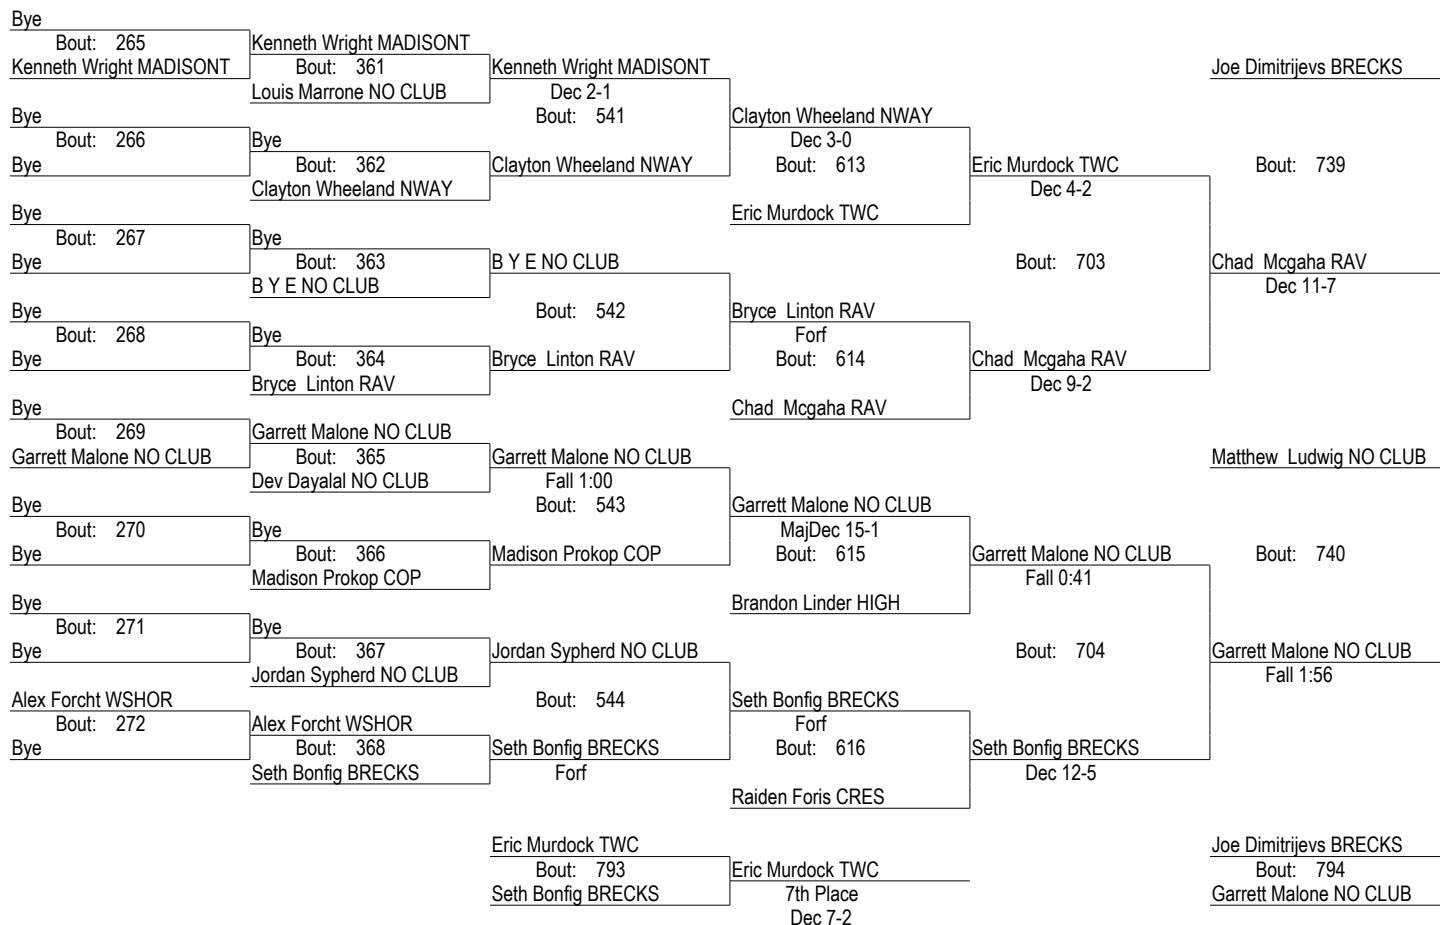 Bye
Bout: 265
Kenneth Wright MADISONT
Bye
Bout: 266
Bye
Bye
Bout: 267
Bye
Bye
Bout: 268
Bye
Bye
Bout: 269
Garrett Malone NO CLUB
Bye
Bout: 270
Bye
Bye
Bout: 271
Bye
Alex Forcht WSHOR
Bout: 272
Bye
Kenneth Wright MADISONT
Bout: 361
Louis Marrone NO CLUB
Bye
Bout: 362
Clayton Wheeland NWAY
Bye
Bout: 363
B Y E NO CLUB
Bye
Bout: 364
Bryce Linton RAV
Garrett Malone NO CLUB
Bout: 365
Dev Dayalal NO CLUB
Bye
Bout: 366
Madison Prokop COP
Bye
Bout: 367
Jordan Sypherd NO CLUB
Alex Forcht WSHOR
Bout: 368
Seth Bonfig BRECKS
Kenneth Wright MADISONT
Dec 2-1
Bout: 541
Clayton Wheeland NWAY
B Y E NO CLUB
Bout: 542
Bryce Linton RAV
Garrett Malone NO CLUB
Fall 1:00
Bout: 543
Madison Prokop COP
Jordan Sypherd NO CLUB
Bout: 544
Seth Bonfig BRECKS
Forf
Clayton Wheeland NWAY
Dec 3-0
Bout: 613
Eric Murdock TWC
Bryce Linton RAV
Forf
Bout: 614
Chad Mcgaha RAV
Garrett Malone NO CLUB
MajDec 15-1
Bout: 615
Brandon Linder HIGH
Seth Bonfig BRECKS
Forf
Bout: 616
Raiden Foris CRES
Eric Murdock TWC
Dec 4-2
Bout: 703
Chad Mcgaha RAV
Dec 9-2
Garrett Malone NO CLUB
Fall 0:41
Bout: 704
Seth Bonfig BRECKS
Dec 12-5
Joe Dimitrijevs BRECKS
Bout: 739
Chad Mcgaha RAV
Dec 11-7
Matthew Ludwig NO CLUB
Bout: 740
Garrett Malone NO CLUB
Fall 1:56
Eric Murdock TWC
Bout: 793
Seth Bonfig BRECKS
Eric Murdock TWC
7th Place
Dec 7-2
Joe Dimitrijevs BRECKS
Bout: 794
Garrett Malone NO CLUB